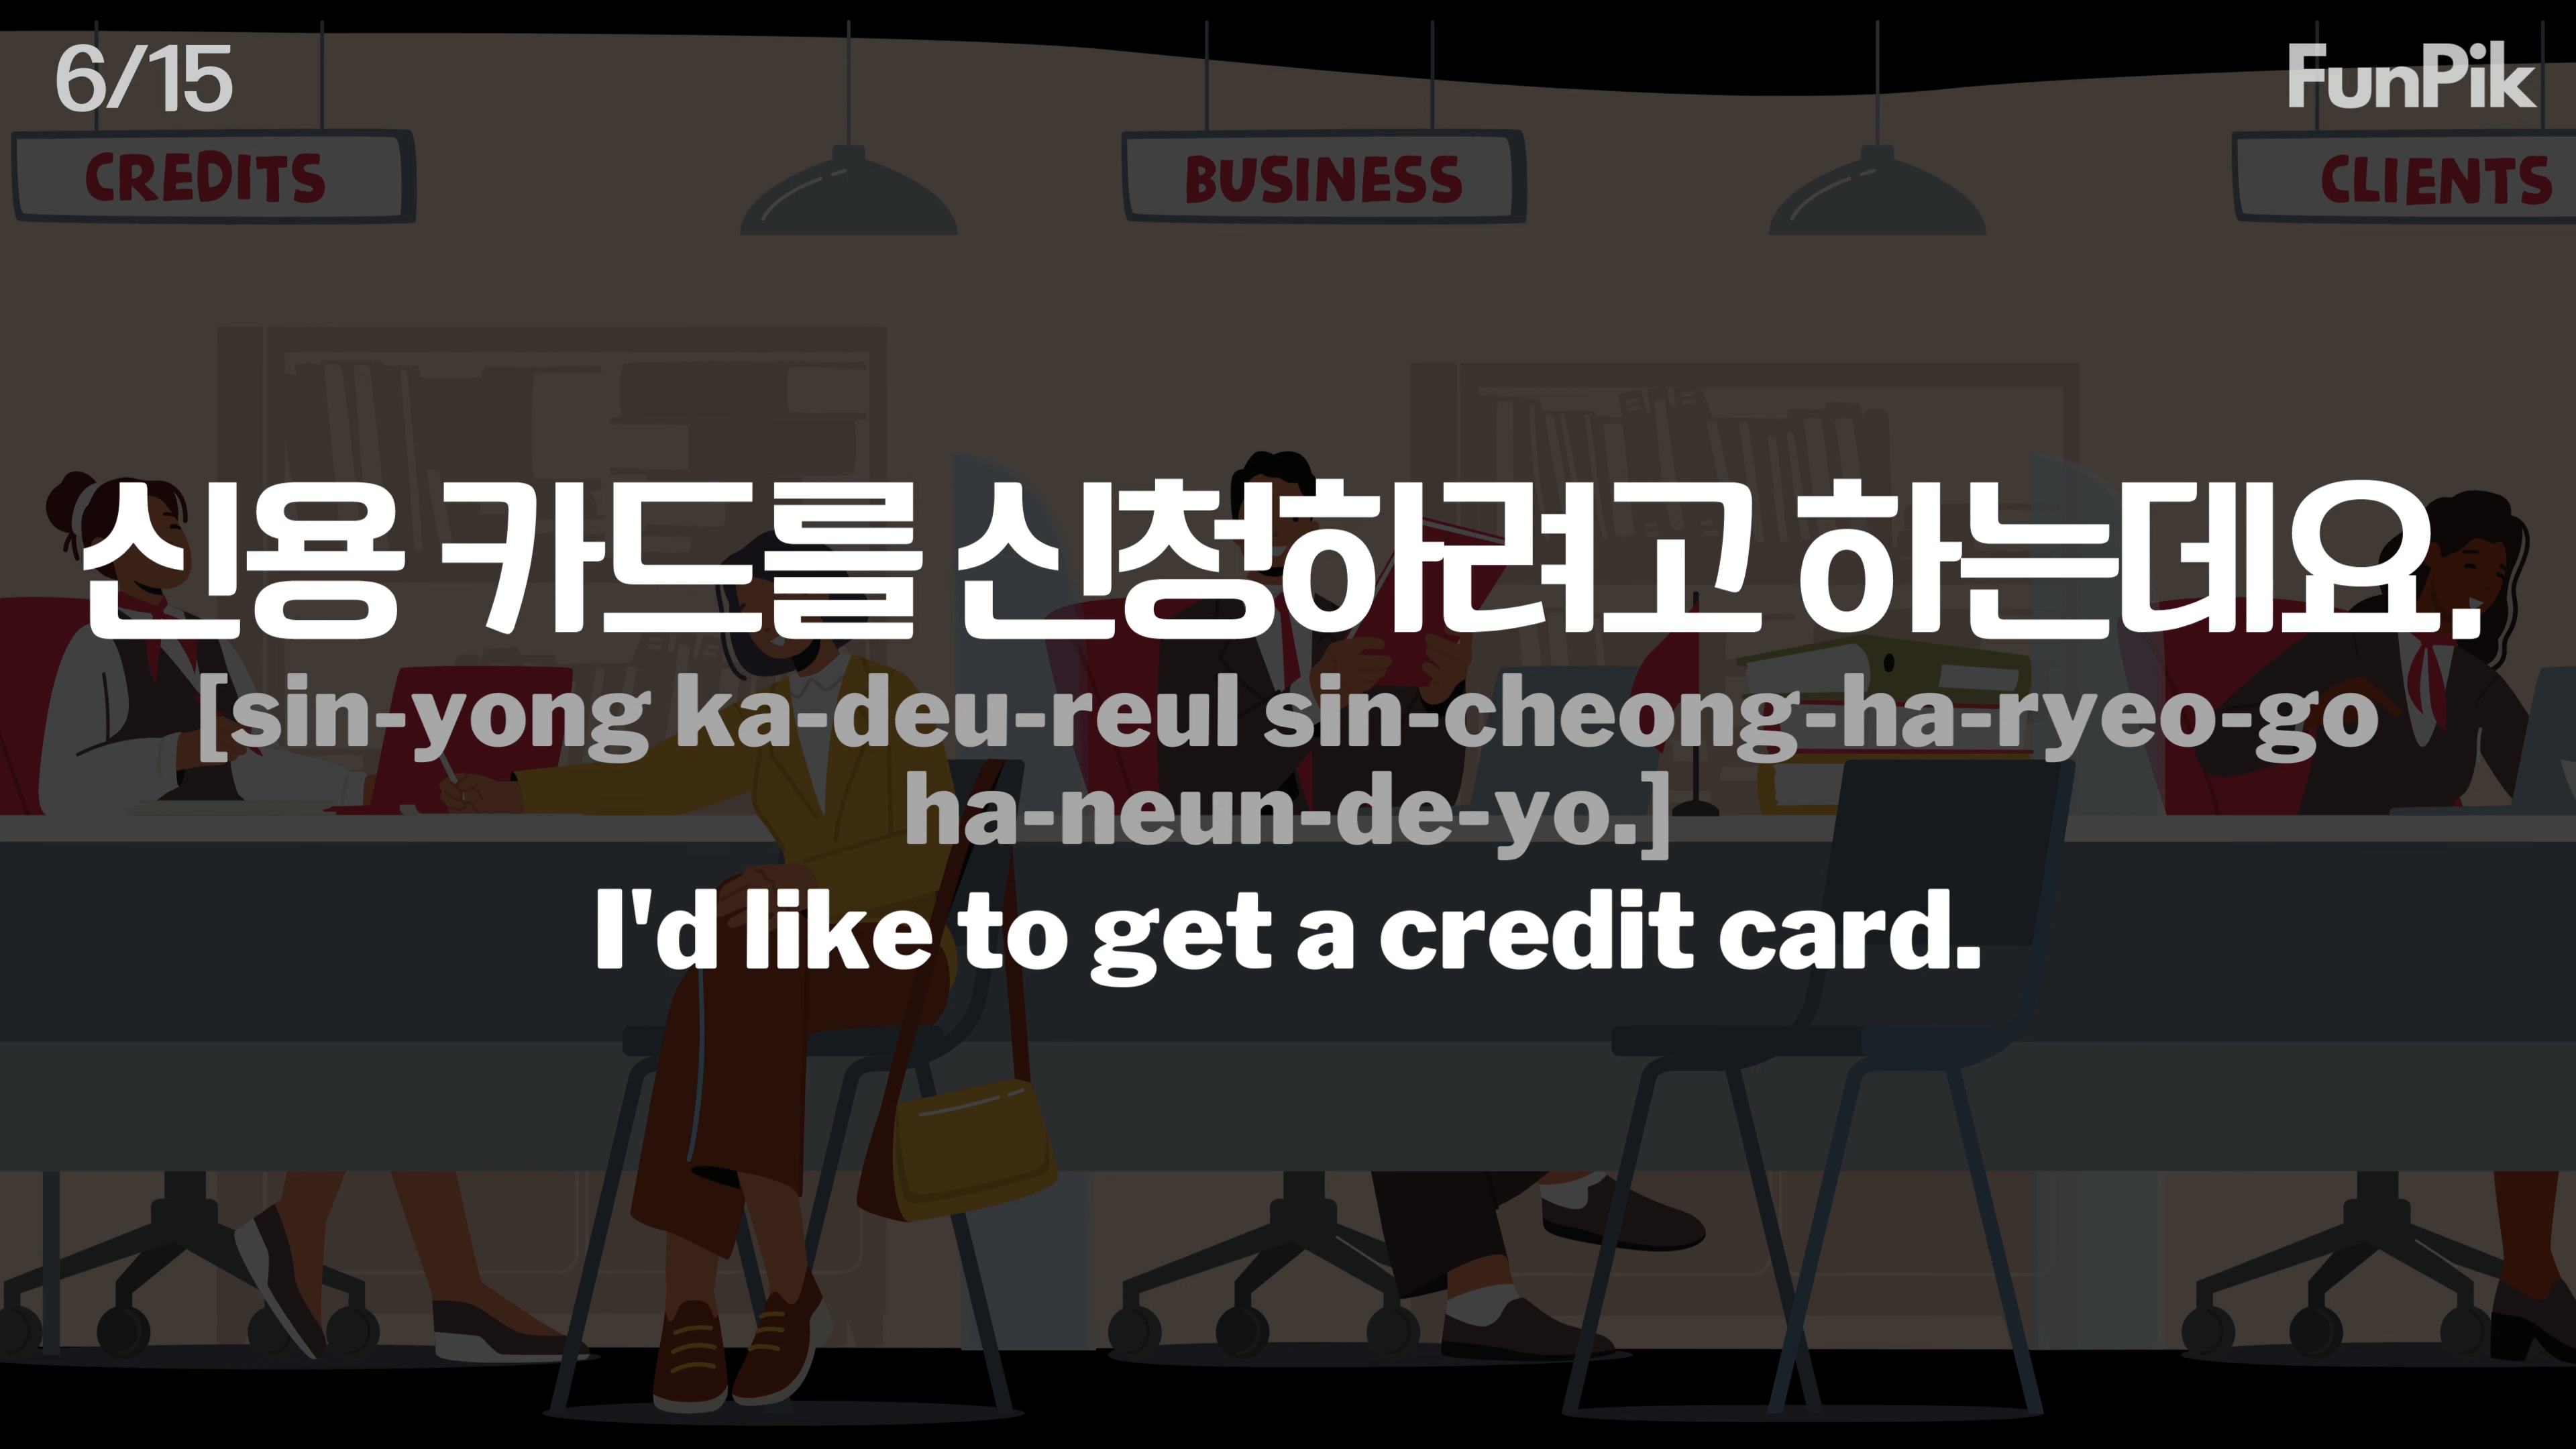 6/15
FunPik
CREDITS
BUSINESS
CLIENTS
신용 카드를 신청하려고 하는데요.
[sin-yong ka-deu-reul sin-cheong-ha-ryeo-go
ha-neun-de-yo.]
I'd like to get a credit card.